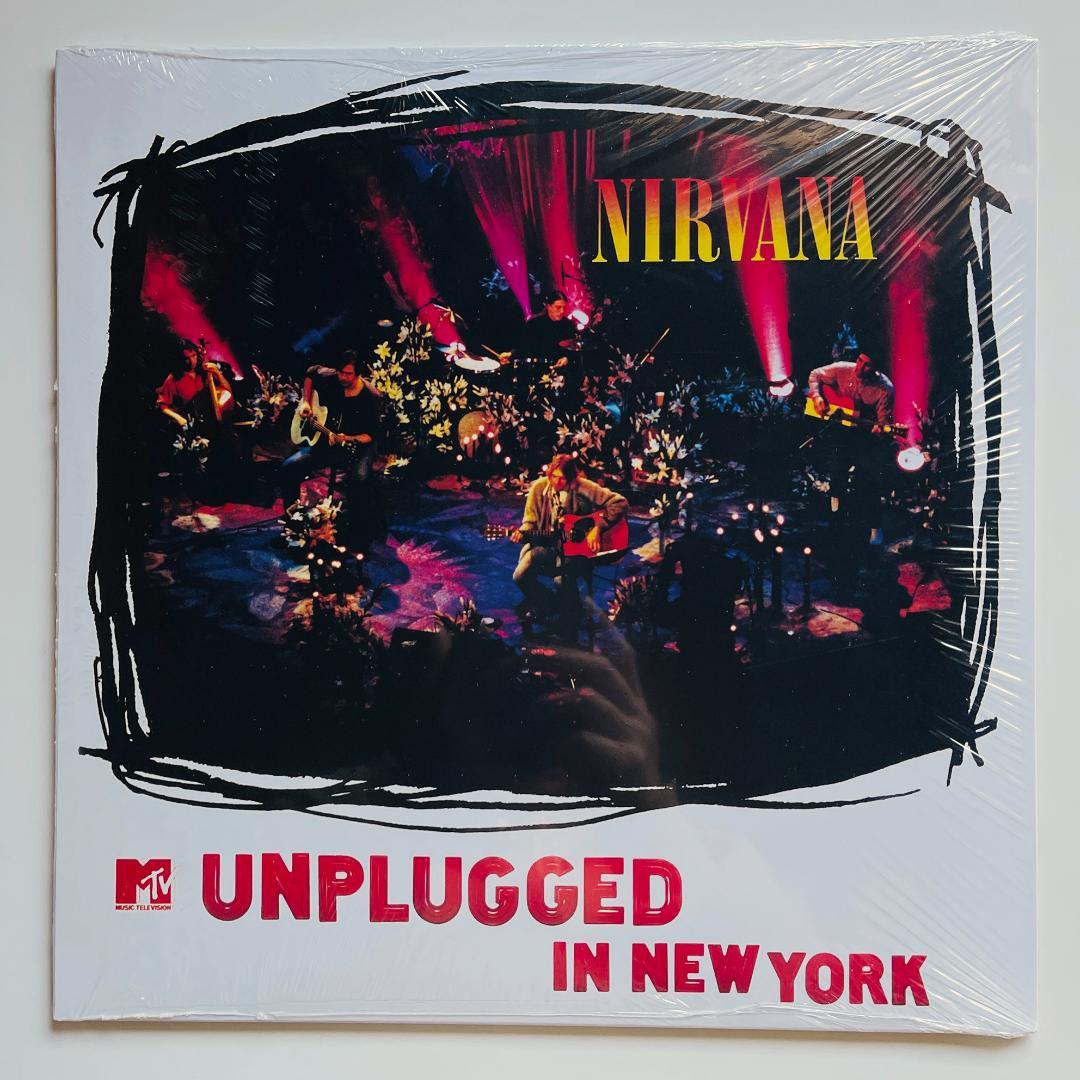 NIRVANA
MTV
MUSIC TELEVISION
UNPLUGGED
IN NEW YORK